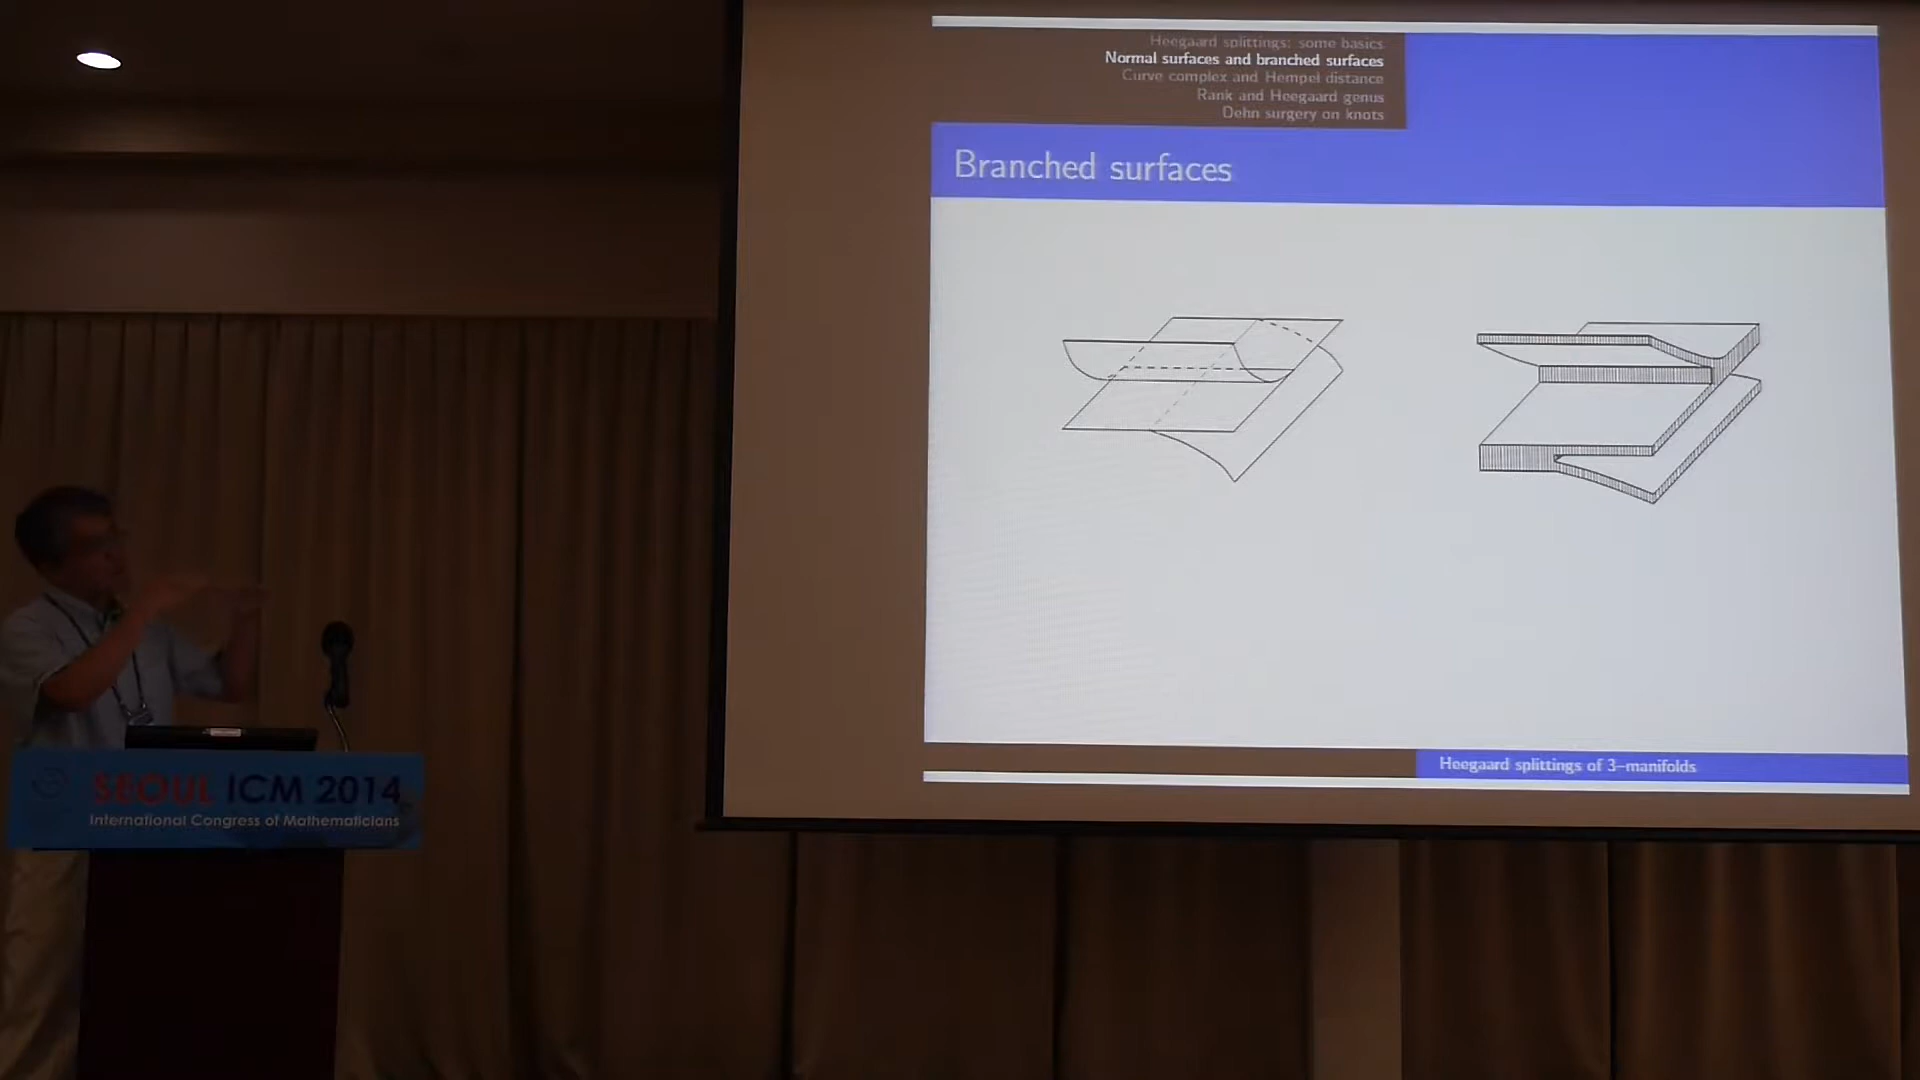 Heegaard splittings: some basics
Normal surfaces and branched surfaces
Curve complex and Hempel distance
Rank and Heegaard genus
Dehn surgery on knots
Branched surfaces
Heegaard splittings of 3–manifolds
SEOUL ICM 2014
International Congress of Mathematicians